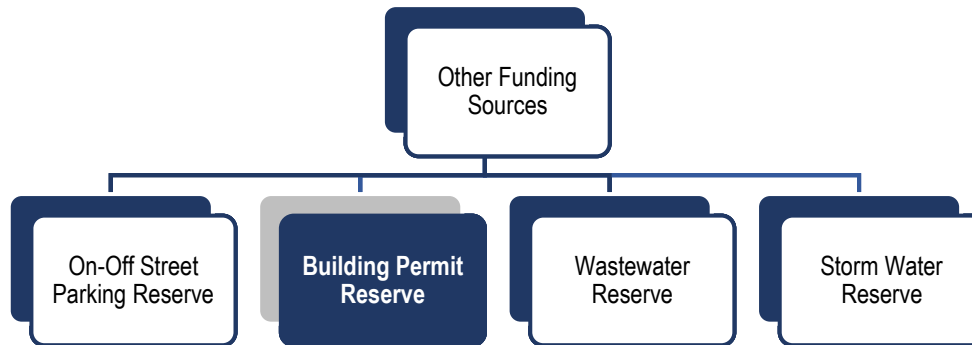 Other Funding
Sources
On-Off Street
Parking Reserve
Building Permit
Reserve
Wastewater
Reserve
Storm Water
Reserve